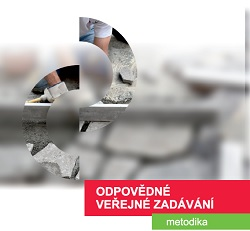 ODPOVĚDNÉ
VEŘEJNÉ ZADÁVÁNÍ
metodika